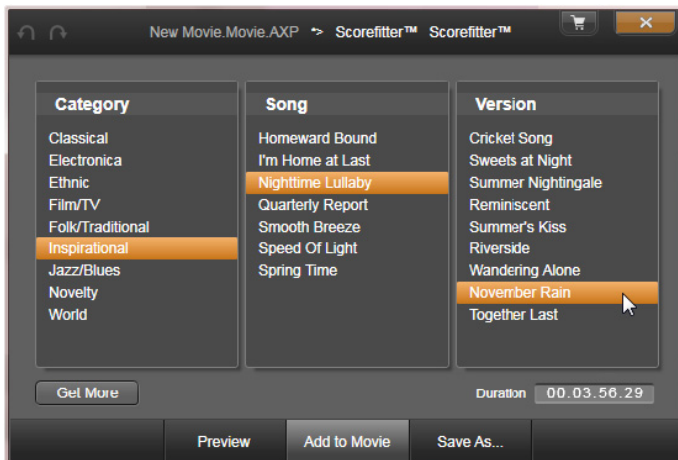 New Movie.Movie.AXP Scorefitter™ Scorefitter™
Category
Classical
Electronica
Ethnic
Film/TV
Folk/Traditional
Inspirational
Jazz/Blues
Novelty
World
Song
Homeward Bound
I'm Home at Last
Nighttime Lullaby
Quarterly Report
Smooth Breeze
Speed Of Light
Spring Time
Version
Cricket Song
Sweets at Night
Summer Nightingale
Reminiscent
Summer's Kiss
Riverside
Wandering Alone
November Rain
Together Last
Get More
Duration 00.03.56.29
Preview Add to Movie Save As...